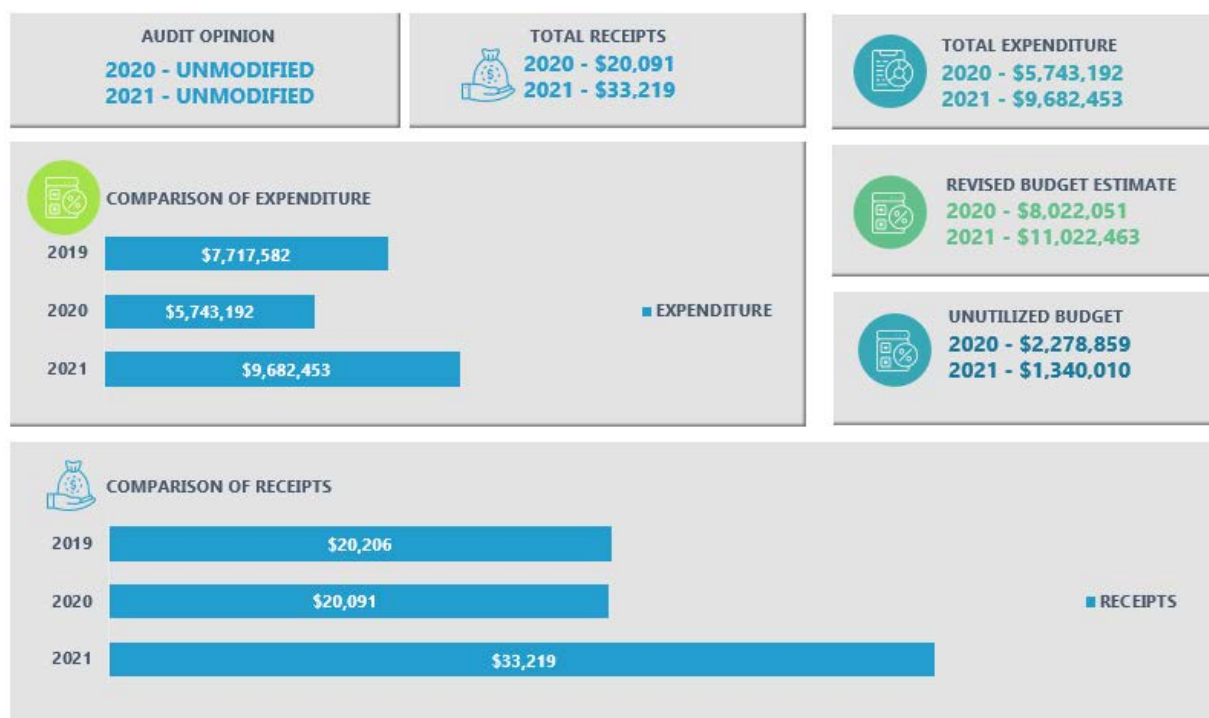 AUDIT OPINION
2020 - UNMODIFIED
2021 - UNMODIFIED
TOTAL RECEIPTS
2020 - $20,091
2021 - $33,219
TOTAL EXPENDITURE
2020 - $5,743,192
2021 - $9,682,453
COMPARISON OF EXPENDITURE
2019
$7,717,582
2020
$5,743,192
2021
$9,682,453
EXPENDITURE
REVISED BUDGET ESTIMATE
2020 - $8,022,051
2021 - $11,022,463
UNUTILIZED BUDGET
2020 - $2,278,859
2021 - $1,340,010
COMPARISON OF RECEIPTS
2019
$20,206
2020
$20,091
2021
$33,219
RECEIPTS